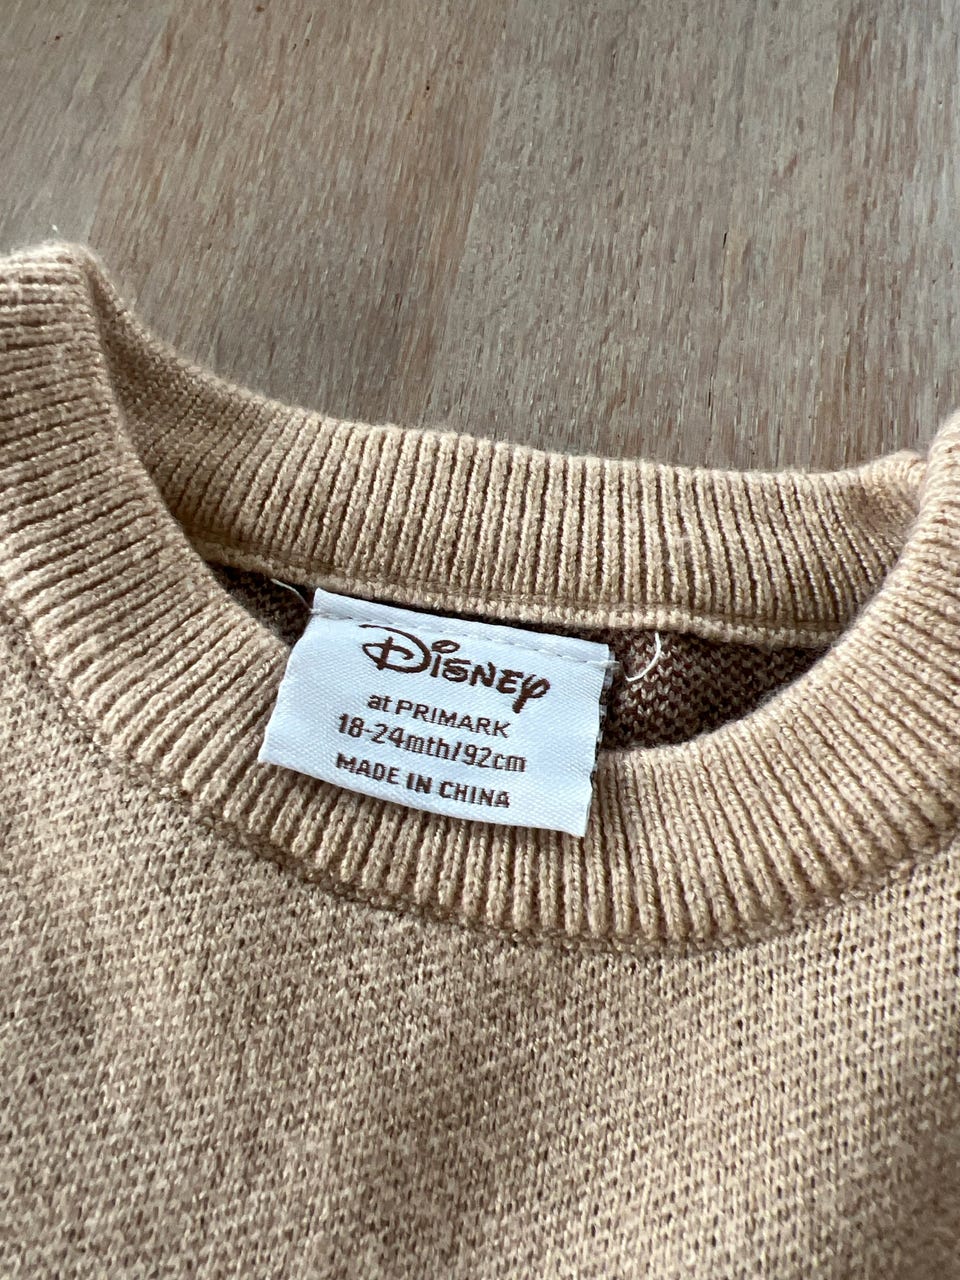 Disney
at PRIMARK
18-24mth/92cm
MADE IN CHINA